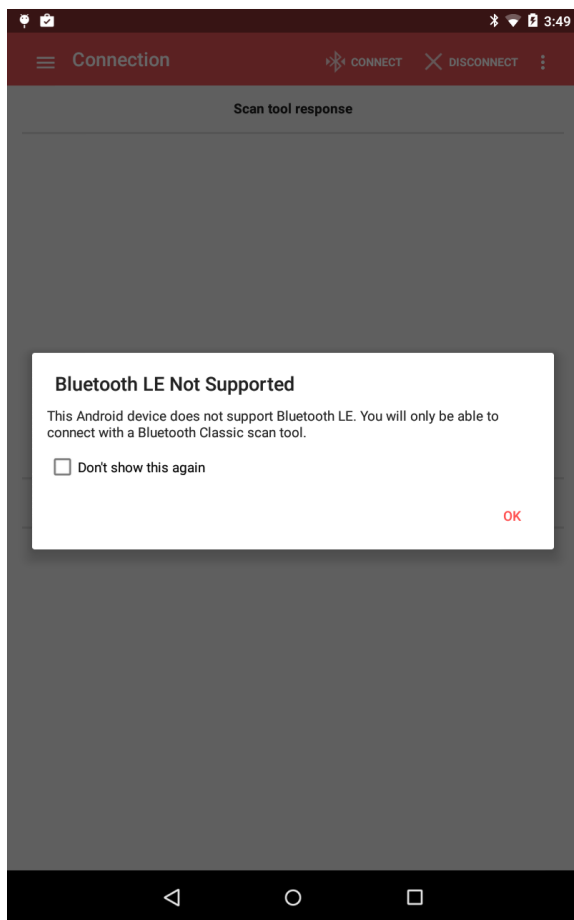 3:49
Connection CONNECT DISCONNECT
Scan tool response
Bluetooth LE Not Supported
This Android device does not support Bluetooth LE. You will only be able to
connect with a Bluetooth Classic scan tool.
Don't show this again
OK